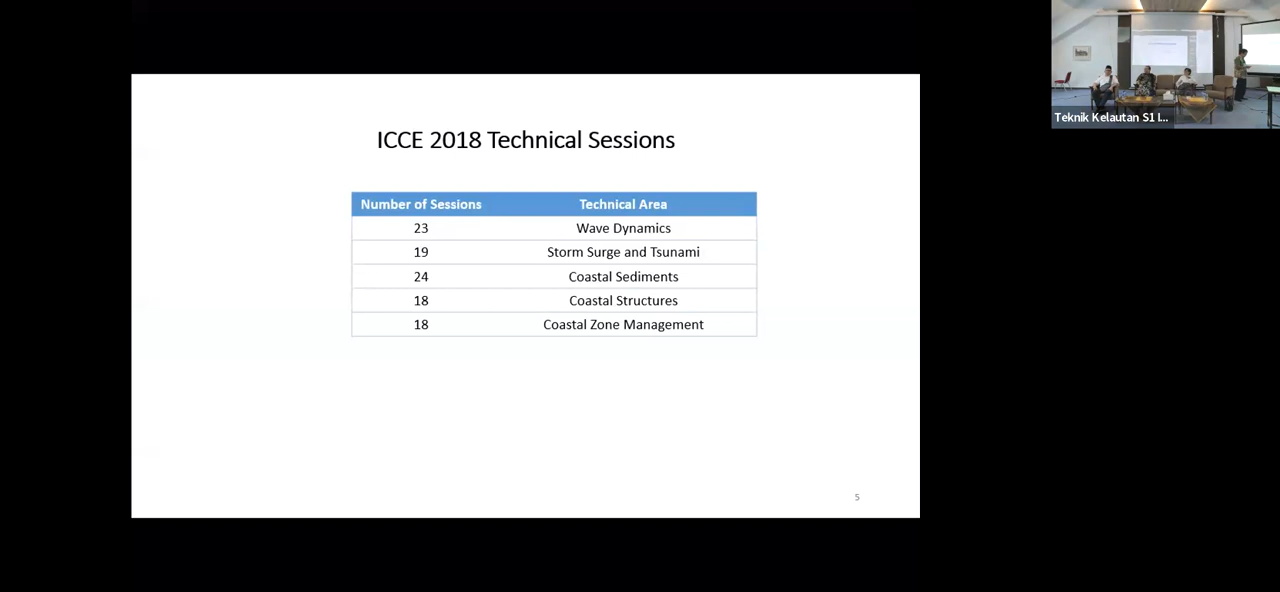 ICCE 2018 Technical Sessions
Number of Sessions Technical Area
23 Wave Dynamics
19 Storm Surge and Tsunami
24 Coastal Sediments
18 Coastal Structures
18 Coastal Zone Management
5
Teknik Kelautan S1 I...